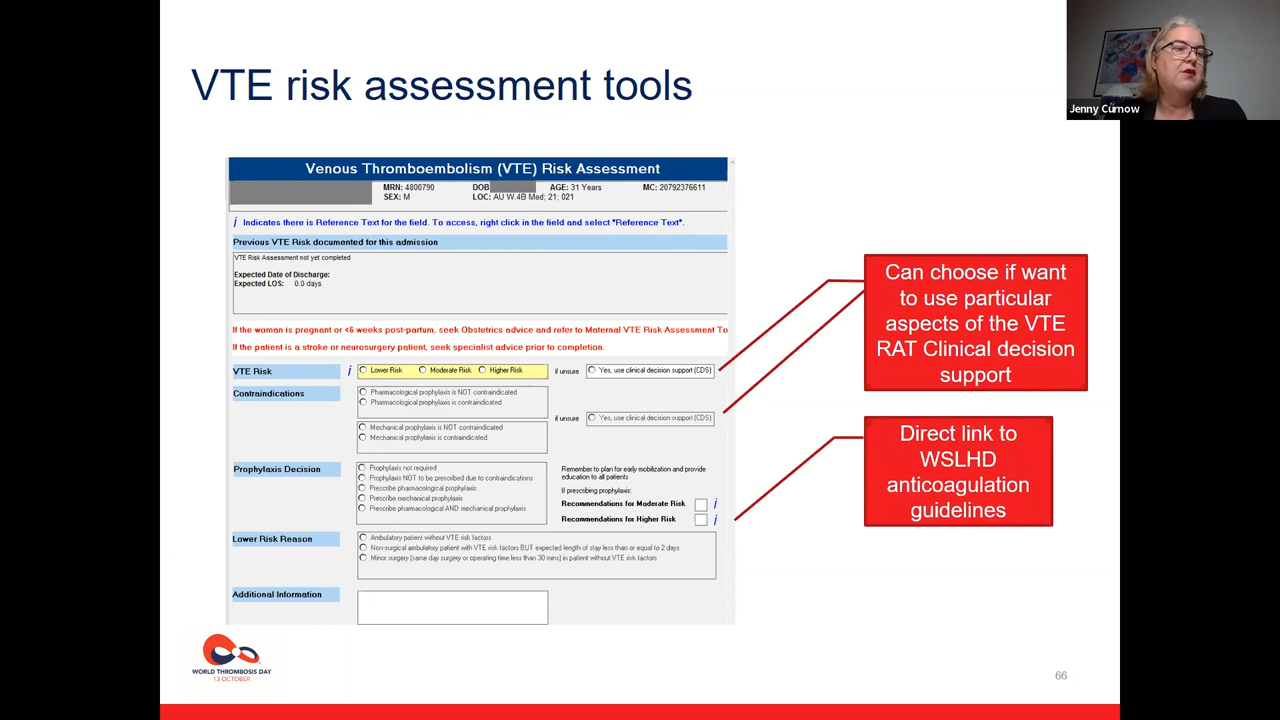 VTE risk assessment tools
Jenny Curnow
Venous Thromboembolism (VTE) Risk Assessment
MRN: 4800790 DOB AGE: 31 Years MC: 20792376611
SEX: M LOC: AU W.4B Med; 21; 021
i Indicates there is Reference Text for the field. To access, right click in the field and select "Reference Text".
Previous VTE Risk documented for this admission
VTE Risk Assessment not yet completed
Expected Date of Discharge:
Expected LOS: 0.0 days
If the woman is pregnant or <6 weeks post-partum, seek Obstetrics advice and refer to Maternal VTE Risk Assessment To
If the patient is a stroke or neurosurgery patient, seek specialist advice prior to completion.
VTE Risk i Lower Risk Moderate Risk Higher Risk if unsure Yes, use clinical decision support (CDS)
Contraindications
Pharmacological prophylaxis is NOT contraindicated
Pharmacological prophylaxis is contraindicated
if unsure Yes, use clinical decision support (CDS)
Mechanical prophylaxis is NOT contraindicated
Mechanical prophylaxis is contraindicated
Prophylaxis Decision
Prophylaxis not required
Prophylaxis NOT to be prescribed due to contraindications
Prescribe pharmacological prophylaxis
Prescribe mechanical prophylaxis
Prescribe pharmacological AND mechanical prophylaxis
Remember to plan for early mobilization and provide
education to all patients
If prescribing prophylaxis:
Recommendations for Moderate Risk i
Recommendations for Higher Risk i
Lower Risk Reason
Ambulatory patient without VTE risk factors
Non-surgical ambulatory patient with VTE risk factors BUT expected length of stay less than or equal to 2 days
Minor surgery (same day surgery or operating time less than 30 mins) in patient without VTE risk factors
Additional Information
Can choose if want
to use particular
aspects of the VTE
RAT Clinical decision
support
Direct link to
WSLHD
anticoagulation
guidelines
WORLD THROMBOSIS DAY
13 OCTOBER
66